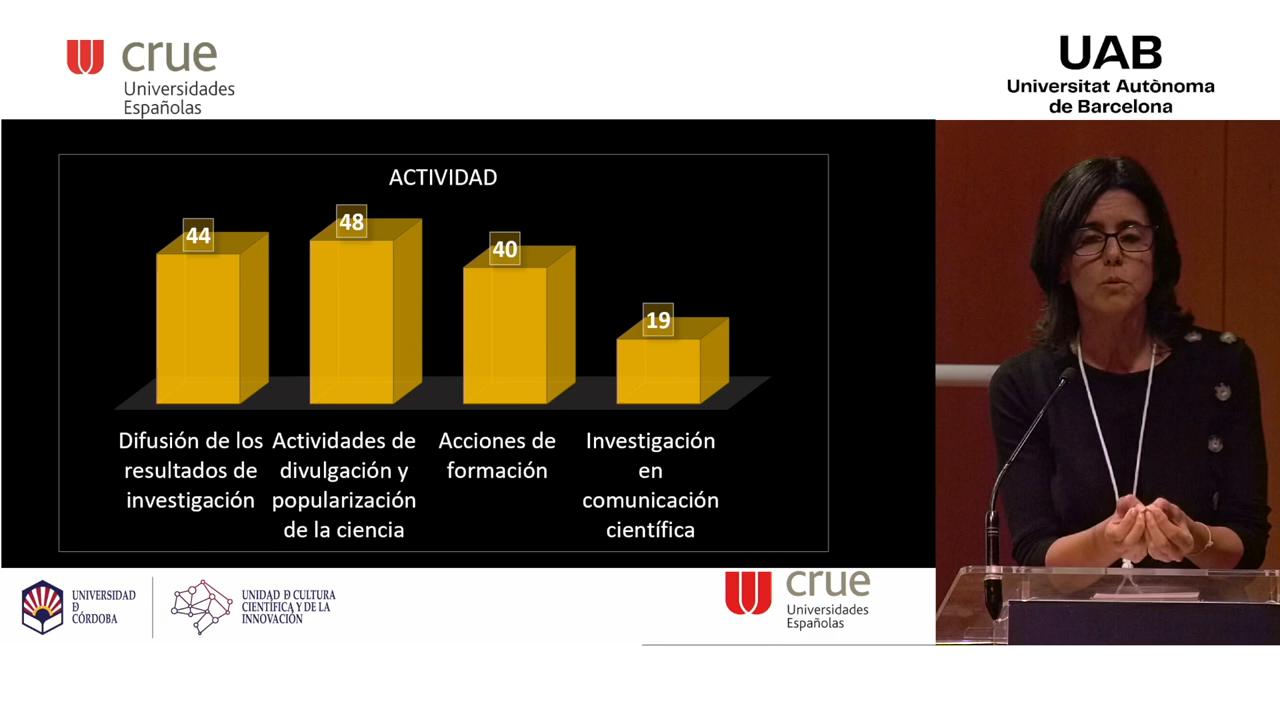 crue
Universidades
Españolas
UAB
Universitat Autònoma
de Barcelona
ACTIVIDAD
44
48
40
19
Difusión de los
resultados de
investigación
Actividades de
divulgación y
popularización
de la ciencia
Acciones de
formación
Investigación
en
comunicación
científica
UNIVERSIDAD
Ð
CÓRDOBA
UNIDAD Ð CULTURA
CIENTÍFICA Y DE LA
INNOVACIÓN
crue
Universidades
Españolas